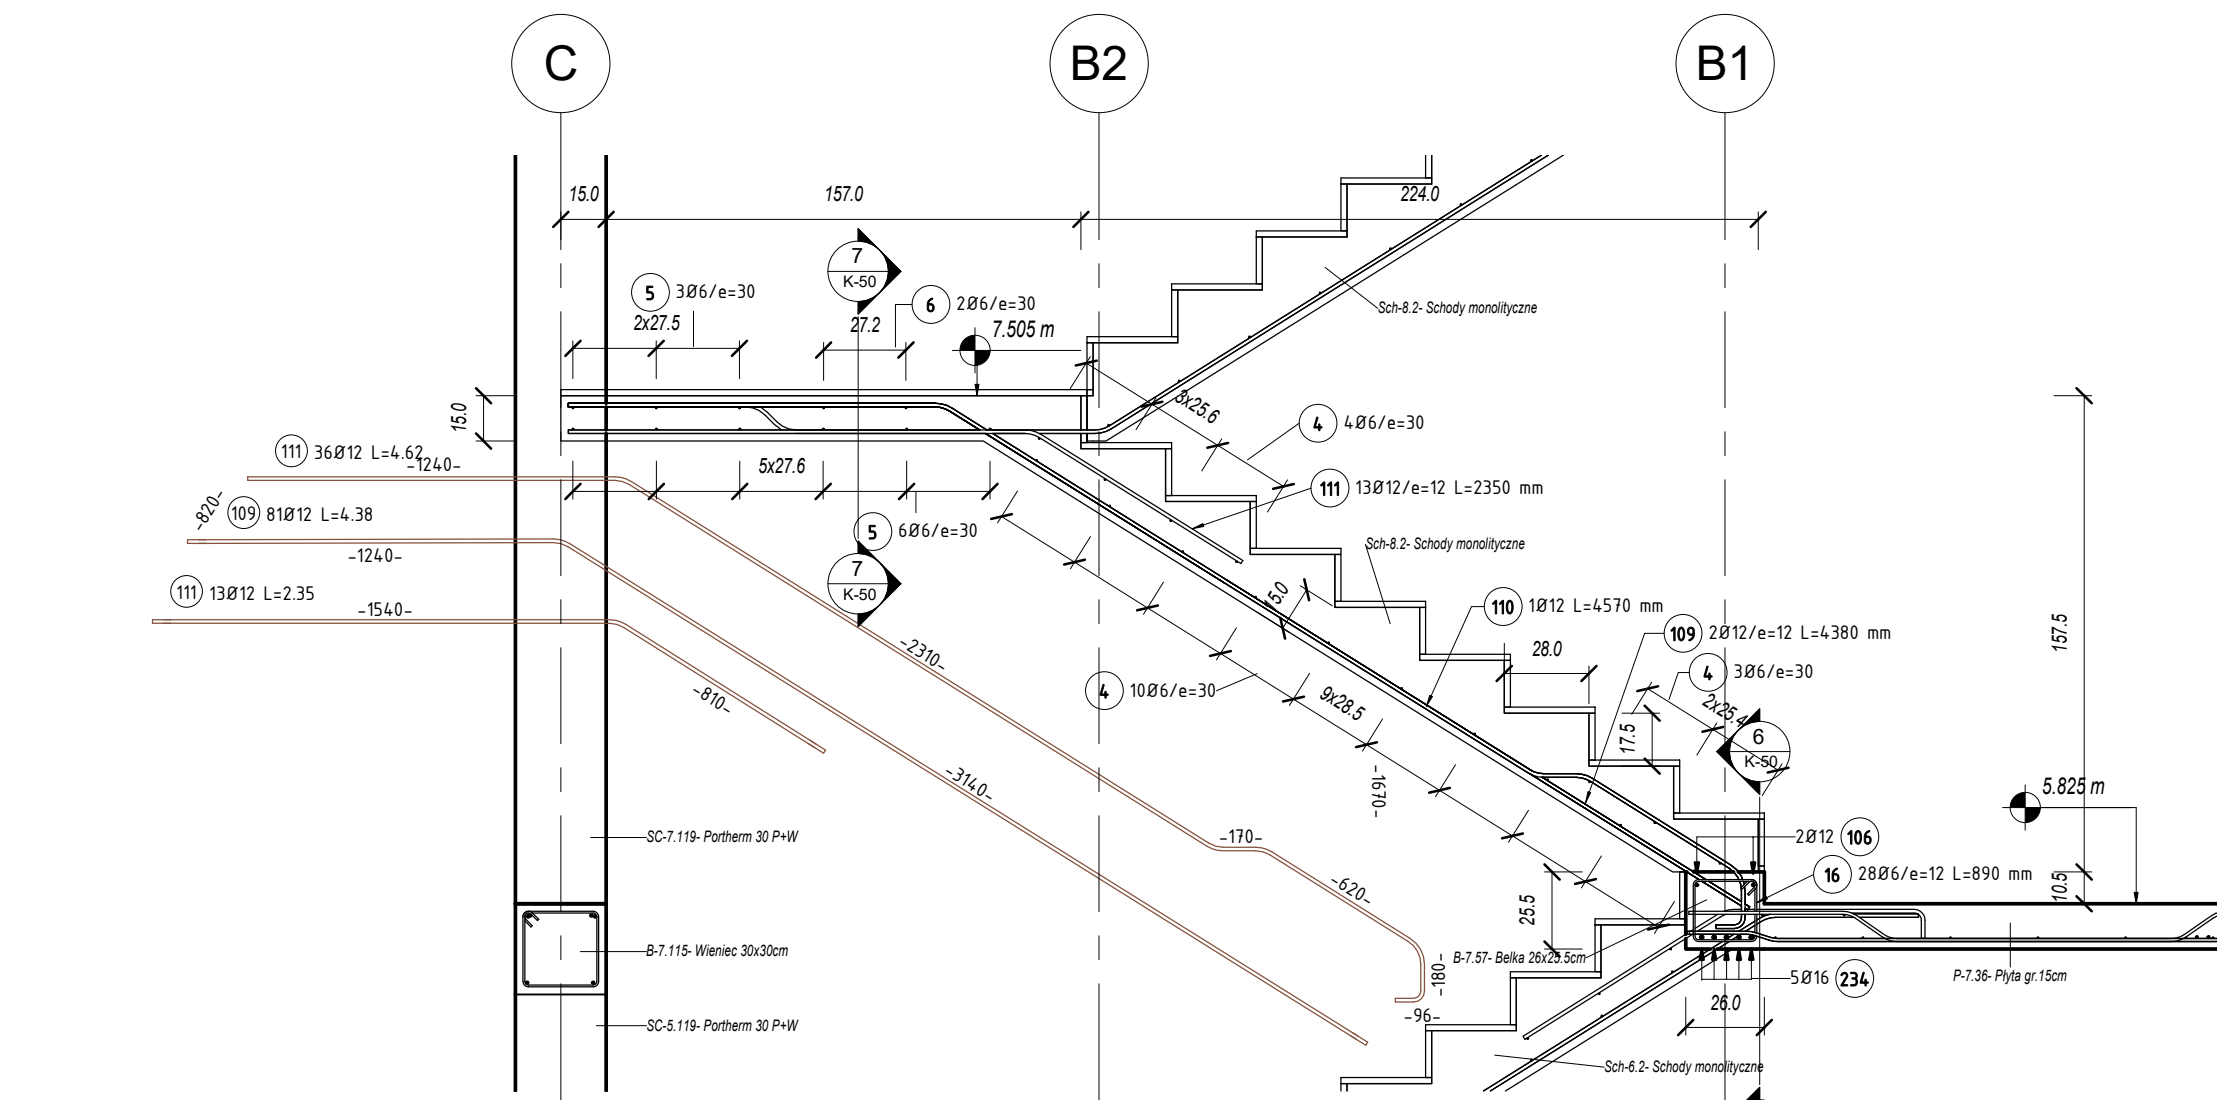 C
B2
B1
15.0
157.0
224.0
7
K-50
5
3Ø6/e=30
6
2Ø6/e=30
2x27.5
27.2
7.505 m
Sch-8.2- Schody monolityczne
15.0
3x25.6
4
4Ø6/e=30
111
36Ø12 L=4.62
-1240-
5x27.6
111
13Ø12/e=12 L=2350 mm
-820-
109
81Ø12 L=4.38
-1240-
5
6Ø6/e=30
Sch-8.2- Schody monolityczne
7
K-50
111
13Ø12 L=2.35
-1540-
15.0
110
1Ø12 L=4570 mm
109
2Ø12/e=12 L=4380 mm
157.5
-2310-
28.0
4
3Ø6/e=30
-810-
4
10Ø6/e=30
9x28.5
2x25.4
17.5
6
K-50
-3140-
-1670-
5.825 m
SC-7.119- Portherm 30 P+W
-170-
2Ø12
106
-620-
16
28Ø6/e=12 L=890 mm
10.5
25.5
B-7.115- Wieniec 30x30cm
B-7.57- Belka 26x25.5cm
-180-
5Ø16
234
P-7.36- Płyta gr.15cm
26.0
-96-
SC-5.119- Portherm 30 P+W
Sch-6.2- Schody monolityczne